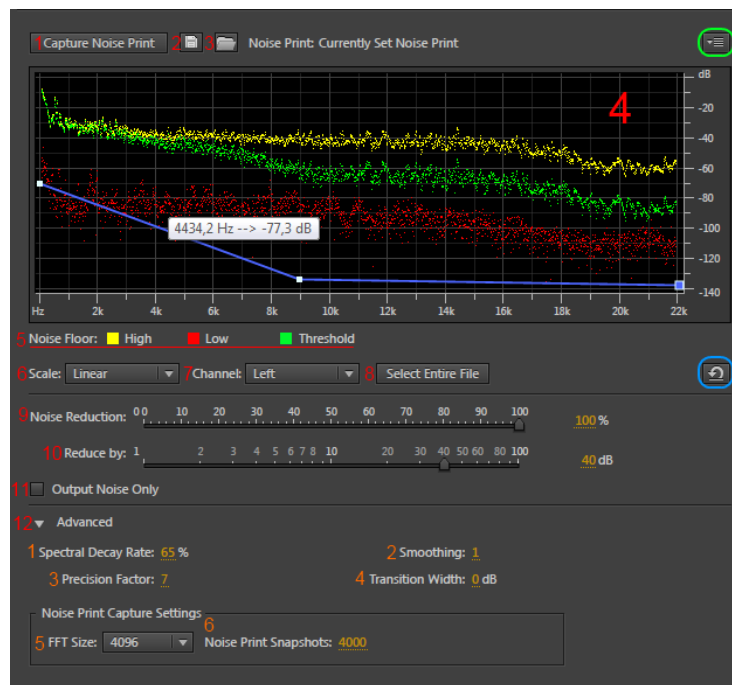 1 Capture Noise Print 2 3 Noise Print: Currently Set Noise Print
4
dB
-20
-40
-60
-80
-100
-120
-140
4434,2 Hz --> -77,3 dB
Hz 2k 4k 6k 8k 10k 12k 14k 16k 18k 20k 22k
5 Noise Floor: High Low Threshold
6 Scale: Linear 7 Channel: Left 8 Select Entire File
9 Noise Reduction: 0 0 10 20 30 40 50 60 70 80 90 100 100 %
10 Reduce by: 1 2 3 4 5 6 7 8 10 20 30 40 50 60 80 100 40 dB
11 Output Noise Only
12 Advanced
1 Spectral Decay Rate: 65 % 2 Smoothing: 1
3 Precision Factor: 7 4 Transition Width: 0 dB
Noise Print Capture Settings
5 FFT Size: 4096 6 Noise Print Snapshots: 4000